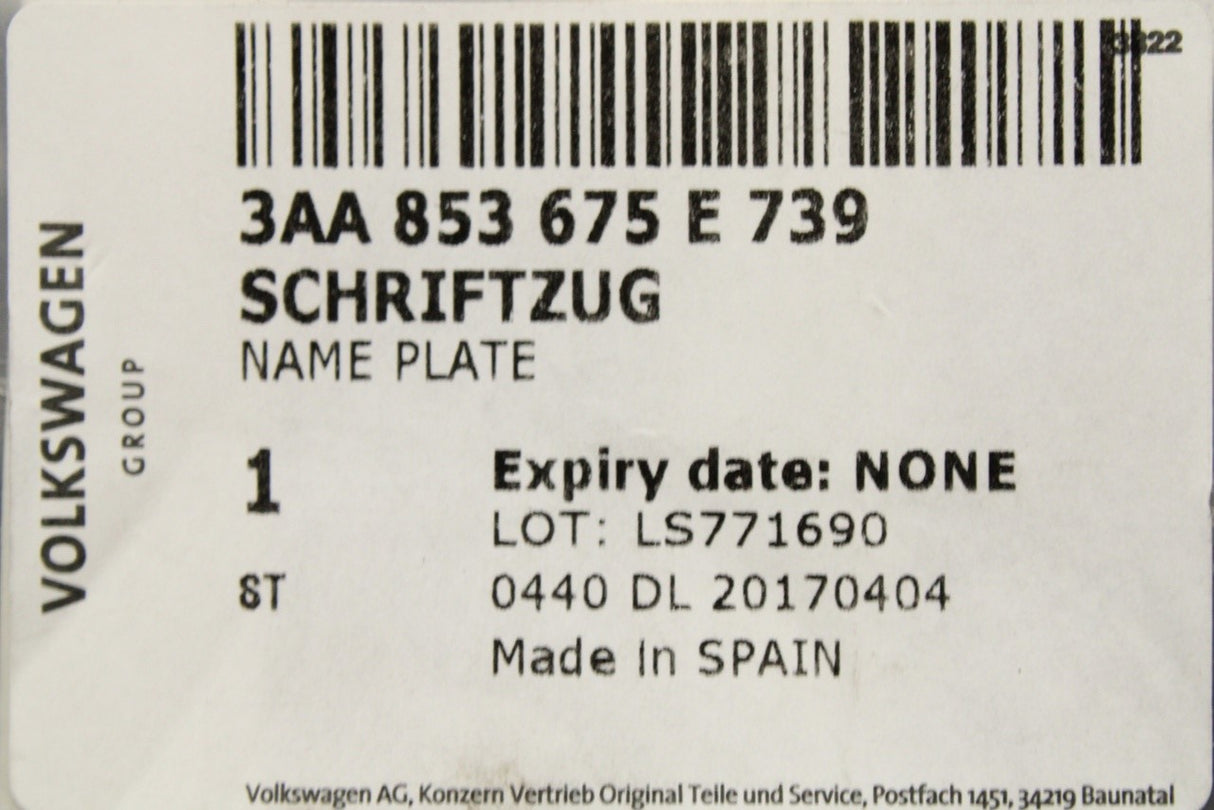 3AA 853 675 E 739
SCHRIFTZUG
NAME PLATE
VOLKSWAGEN
GROUP
1
Expiry date: NONE
LOT: LS771690
ST
0440 DL 20170404
Made in SPAIN
Volkswagen AG, Konzern Vertrieb Original Teile und Service, Postfach 1451, 34219 Baunatal